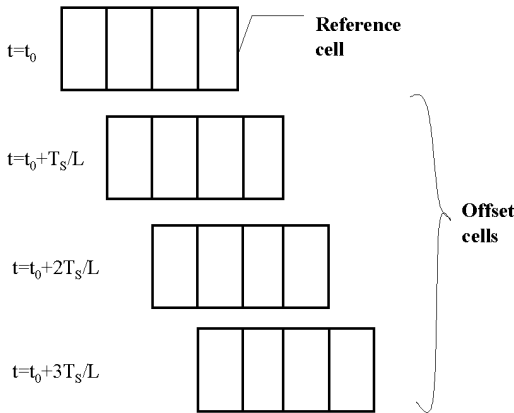 Reference
cell
t=t₀
t=t₀+Tₛ/L
Offset
cells
t=t₀+2Tₛ/L
t=t₀+3Tₛ/L